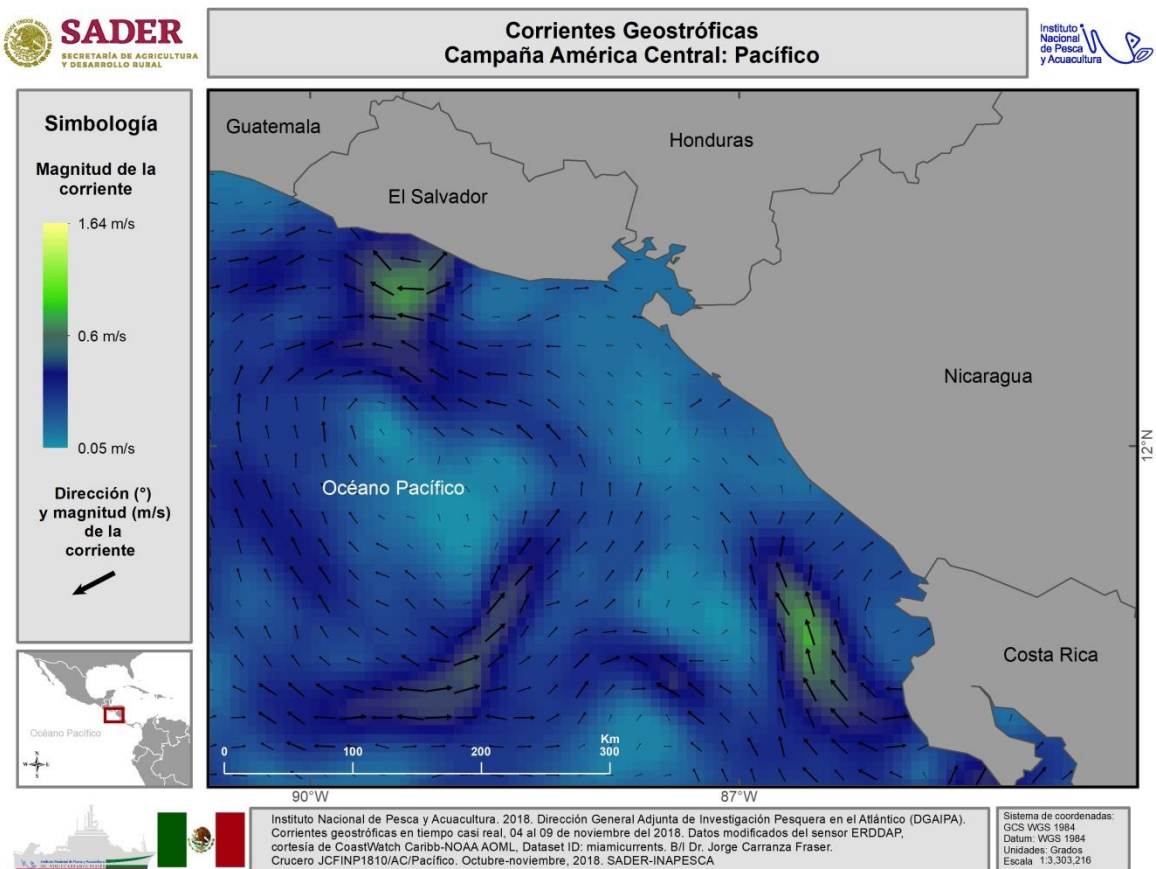 SADER
SECRETARÍA DE AGRICULTURA
Y DESARROLLO RURAL
Corrientes Geostróficas
Campaña América Central: Pacífico
Instituto
Nacional
de Pesca
y Acuacultura
Simbología
Magnitud de la
corriente
1.64 m/s
0.6 m/s
0.05 m/s
Dirección (°)
y magnitud (m/s)
de la
corriente
Guatemala
Honduras
El Salvador
Nicaragua
Océano Pacífico
Costa Rica
12°N
Km
0 100 200 300
90°W 87°W
Océano Pacífico
N
W E
S
Instituto Nacional de Pesca y Acuacultura. 2018. Dirección General Adjunta de Investigación Pesquera en el Atlántico (DGAIPA).
Corrientes geostróficas en tiempo casi real, 04 al 09 de noviembre del 2018. Datos modificados del sensor ERDDAP,
cortesía de CoastWatch Caribb-NOAA AOML, Dataset ID: miamicurrents. B/I Dr. Jorge Carranza Fraser.
Crucero JCFINP1810/AC/Pacífico. Octubre-noviembre, 2018. SADER-INAPESCA
Sistema de coordenadas:
GCS WGS 1984
Datum: WGS 1984
Unidades: Grados
Escala 1:3,303,216